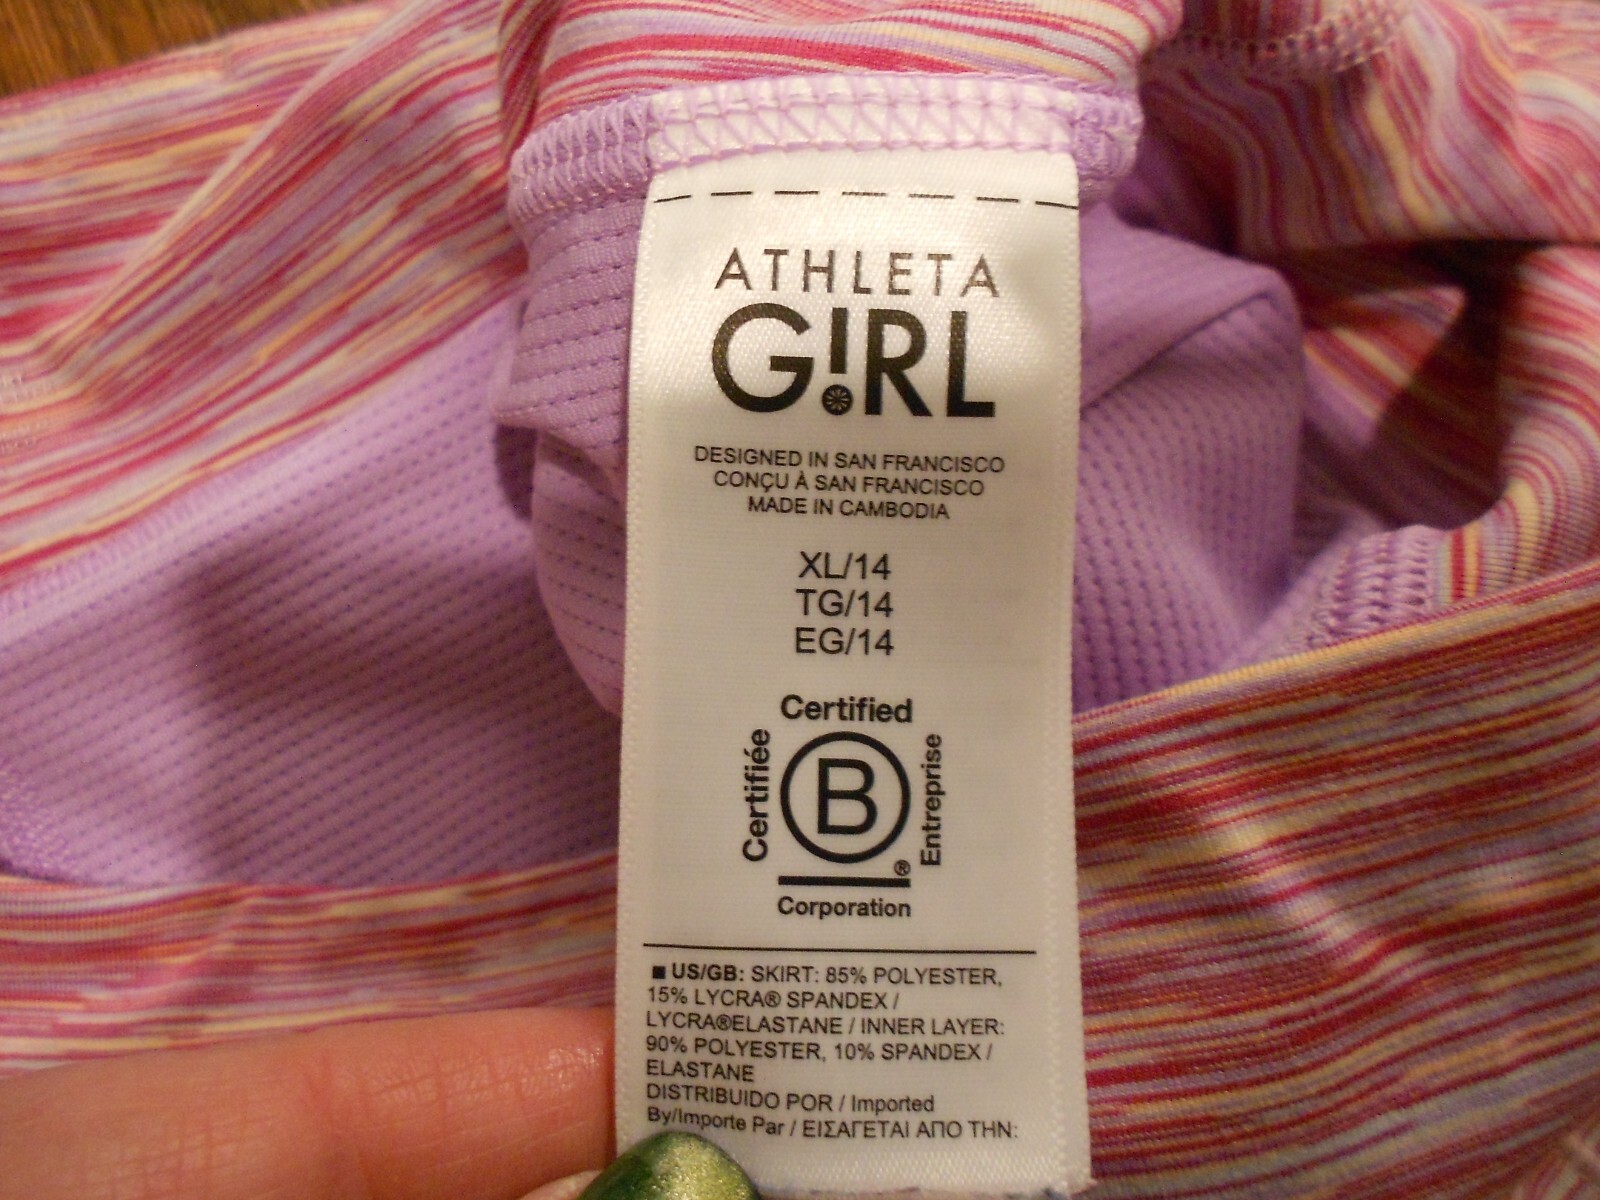 ATHLETA
G!RL
DESIGNED IN SAN FRANCISCO
CONÇU À SAN FRANCISCO
MADE IN CAMBODIA
XL/14
TG/14
EG/14
Certified
Certifiée
B
Entreprise
®
Corporation
■ US/GB: SKIRT: 85% POLYESTER,
15% LYCRA® SPANDEX /
LYCRA®ELASTANE / INNER LAYER:
90% POLYESTER, 10% SPANDEX /
ELASTANE
DISTRIBUIDO POR / Imported
By/Importe Par / ΕΙΣΑΓΕΤΑΙ ΑΠΟ ΤΗΝ: